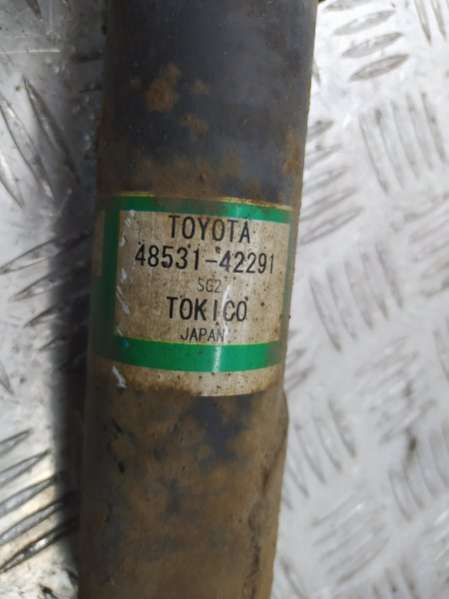 TOYOTA
48531-42291
SG2
TOKICO
JAPAN